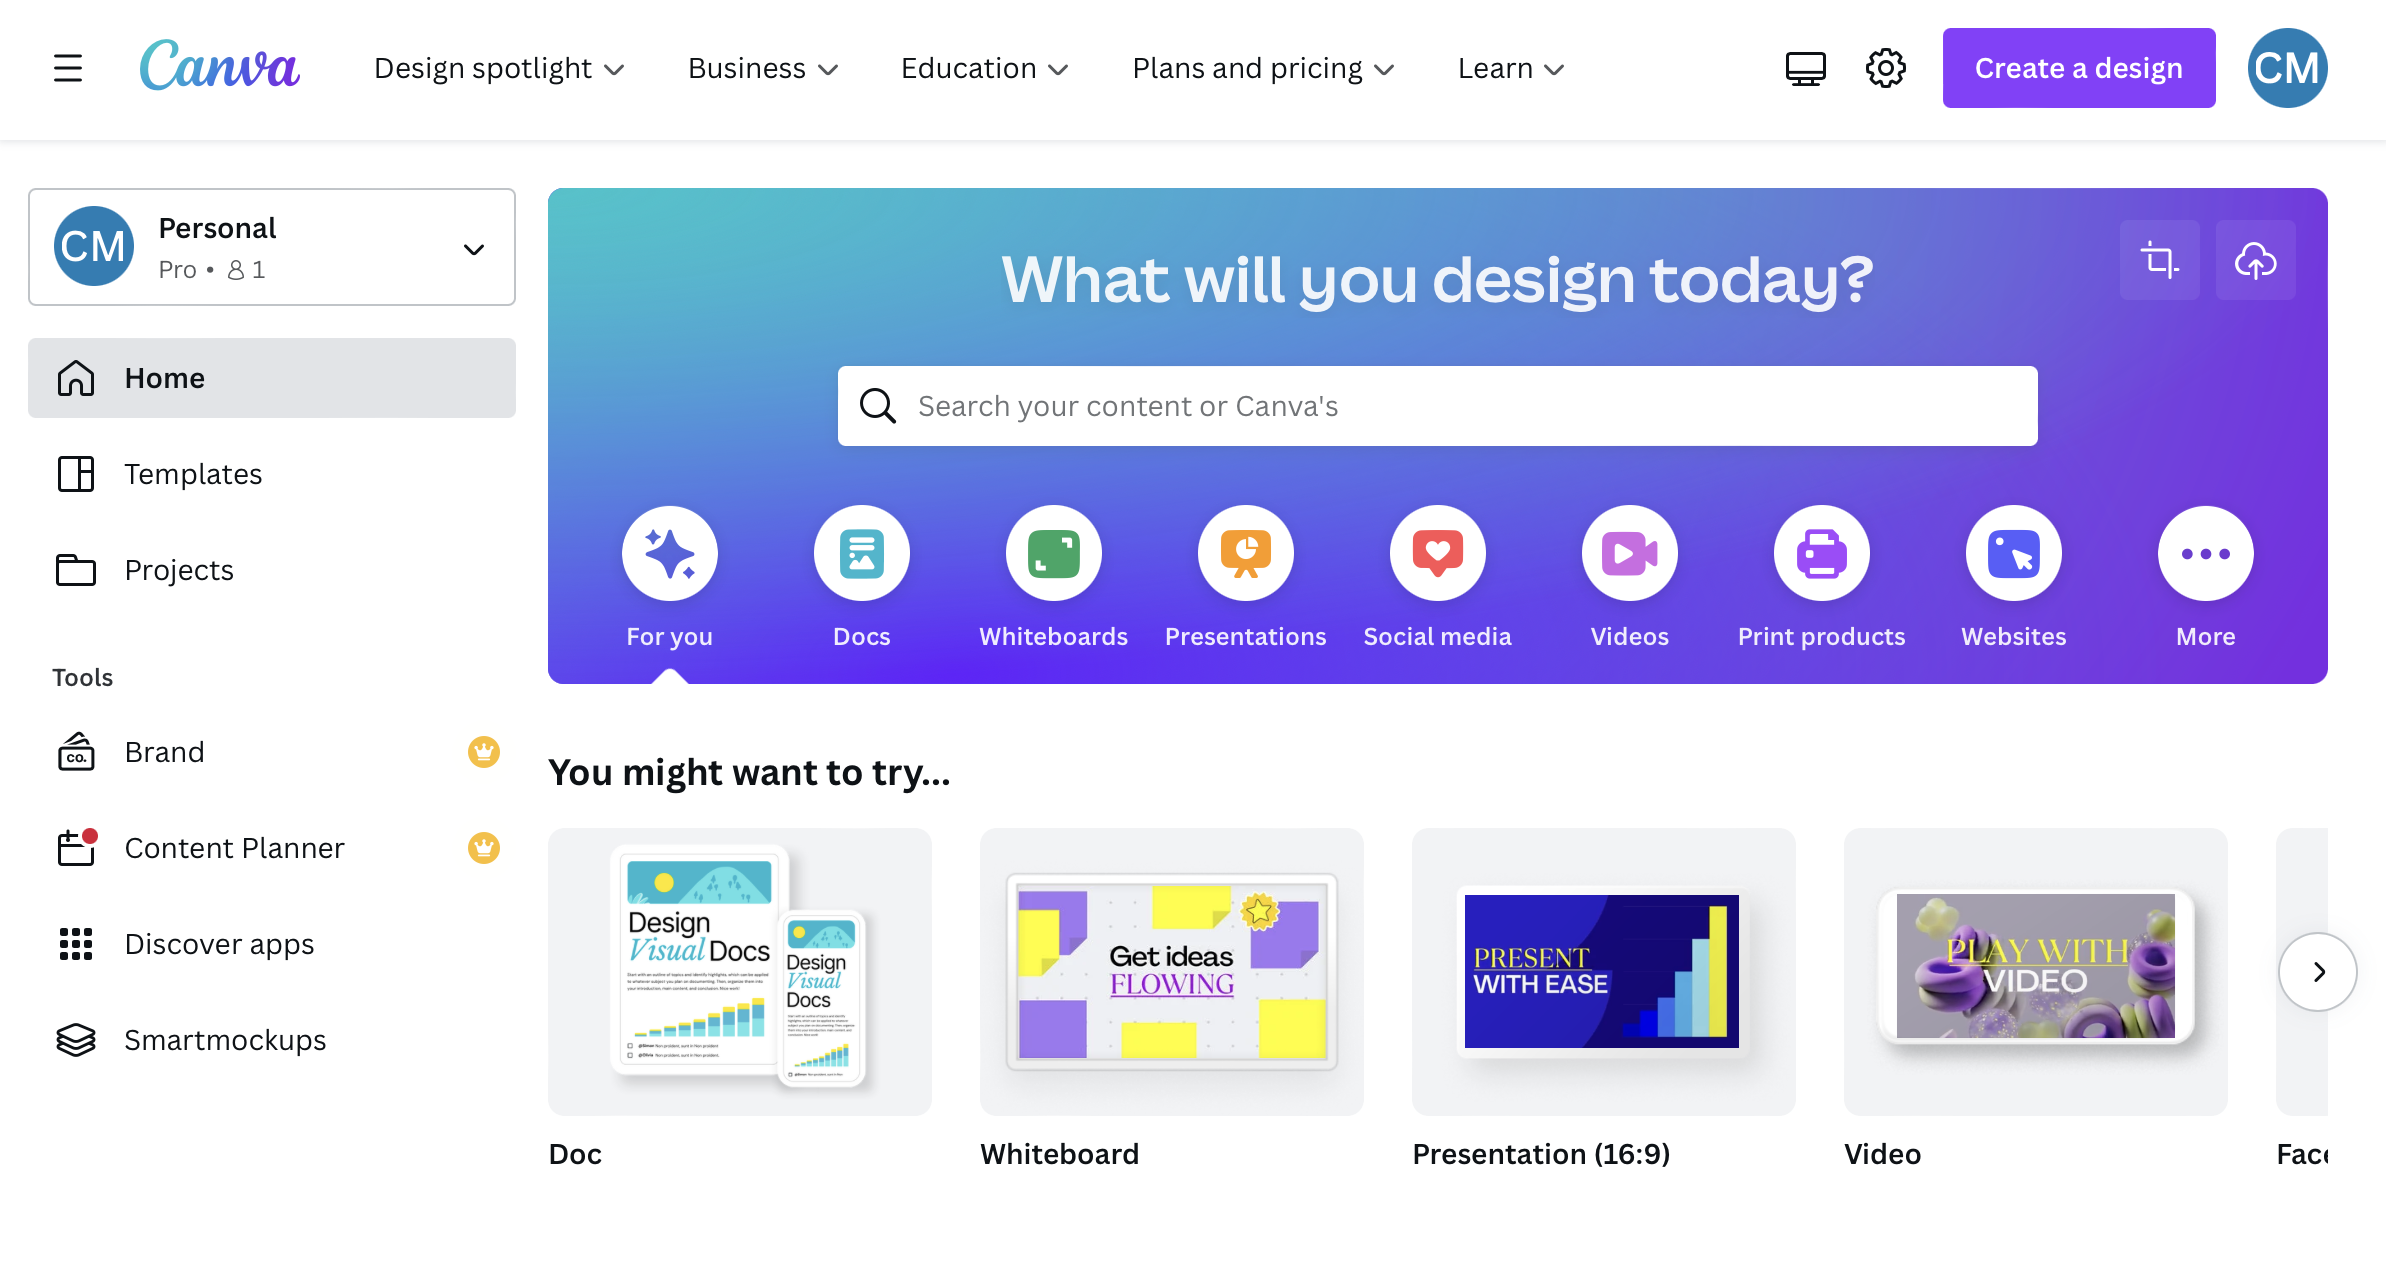 Canva
Design spotlight
Business
Education
Plans and pricing
Learn
Create a design
CM
CM
Personal
Pro • 1
Home
Templates
Projects
Tools
CO.
Brand
Content Planner
Discover apps
Smartmockups
What will you design today?
Search your content or Canva's
For you
Docs
Whiteboards
Presentations
Social media
Videos
Print products
Websites
More
You might want to try...
Design
Visual Docs
Design
Visual
Docs
Doc
Get ideas
FLOWING
Whiteboard
PRESENT
WITH EASE
Presentation (16:9)
PLAY WITH
VIDEO
Video
Face